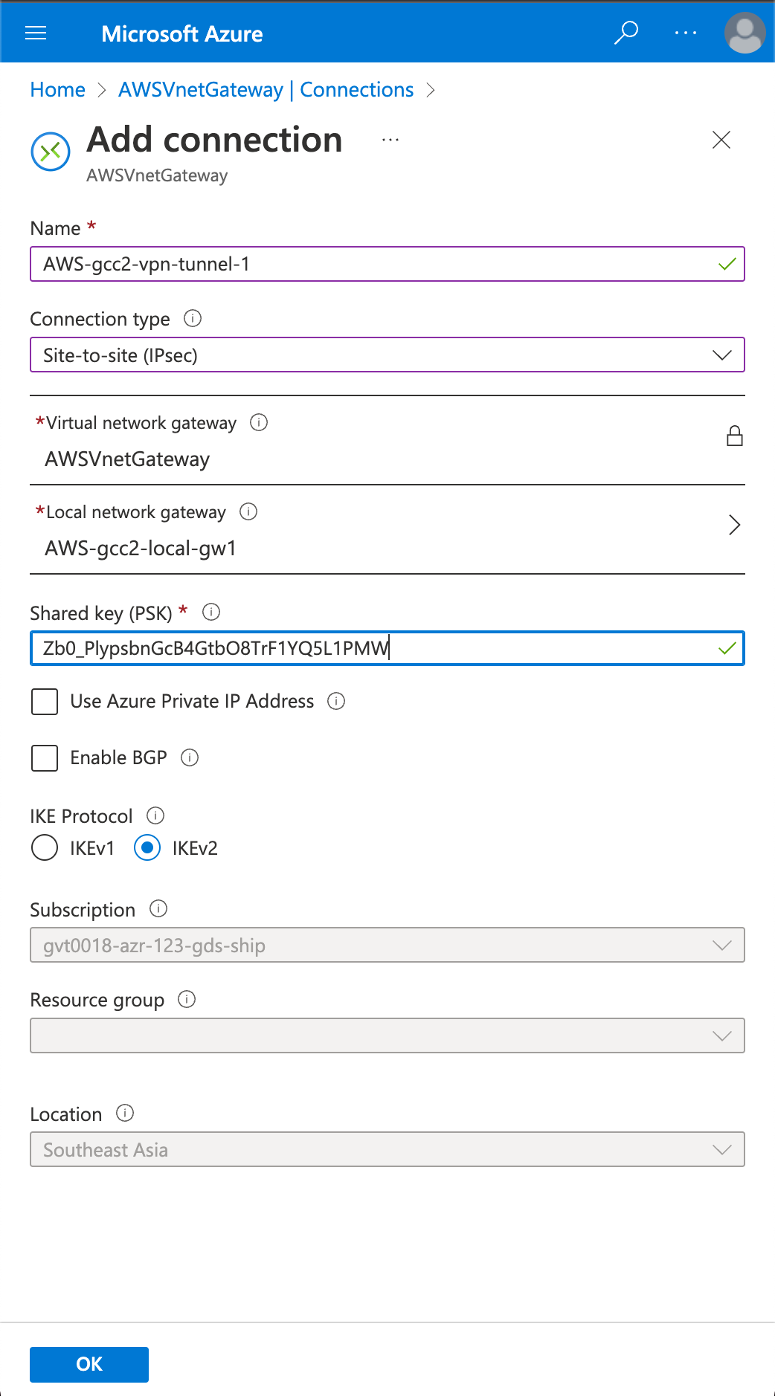 Microsoft Azure
Home > AWSVnetGateway | Connections >
Add connection ...
AWSVnetGateway
Name *
AWS-gcc2-vpn-tunnel-1
Connection type
Site-to-site (IPsec)
*Virtual network gateway
AWSVnetGateway
*Local network gateway
AWS-gcc2-local-gw1
Shared key (PSK) *
Zb0_PlypsbnGcB4GtbO8TrF1YQ5L1PMW
Use Azure Private IP Address
Enable BGP
IKE Protocol
IKEv1 IKEv2
Subscription
gvt0018-azr-123-gds-ship
Resource group
Location
Southeast Asia
OK